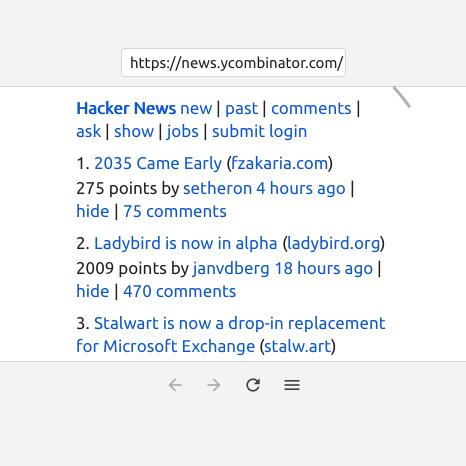 https://news.ycombinator.com/
Hacker News new | past | comments |
ask | show | jobs | submit login
1. 2035 Came Early (fzakaria.com)
275 points by setheron 4 hours ago |
hide | 75 comments
2. Ladybird is now in alpha (ladybird.org)
2009 points by janvdberg 18 hours ago |
hide | 470 comments
3. Stalwart is now a drop-in replacement
for Microsoft Exchange (stalw.art)